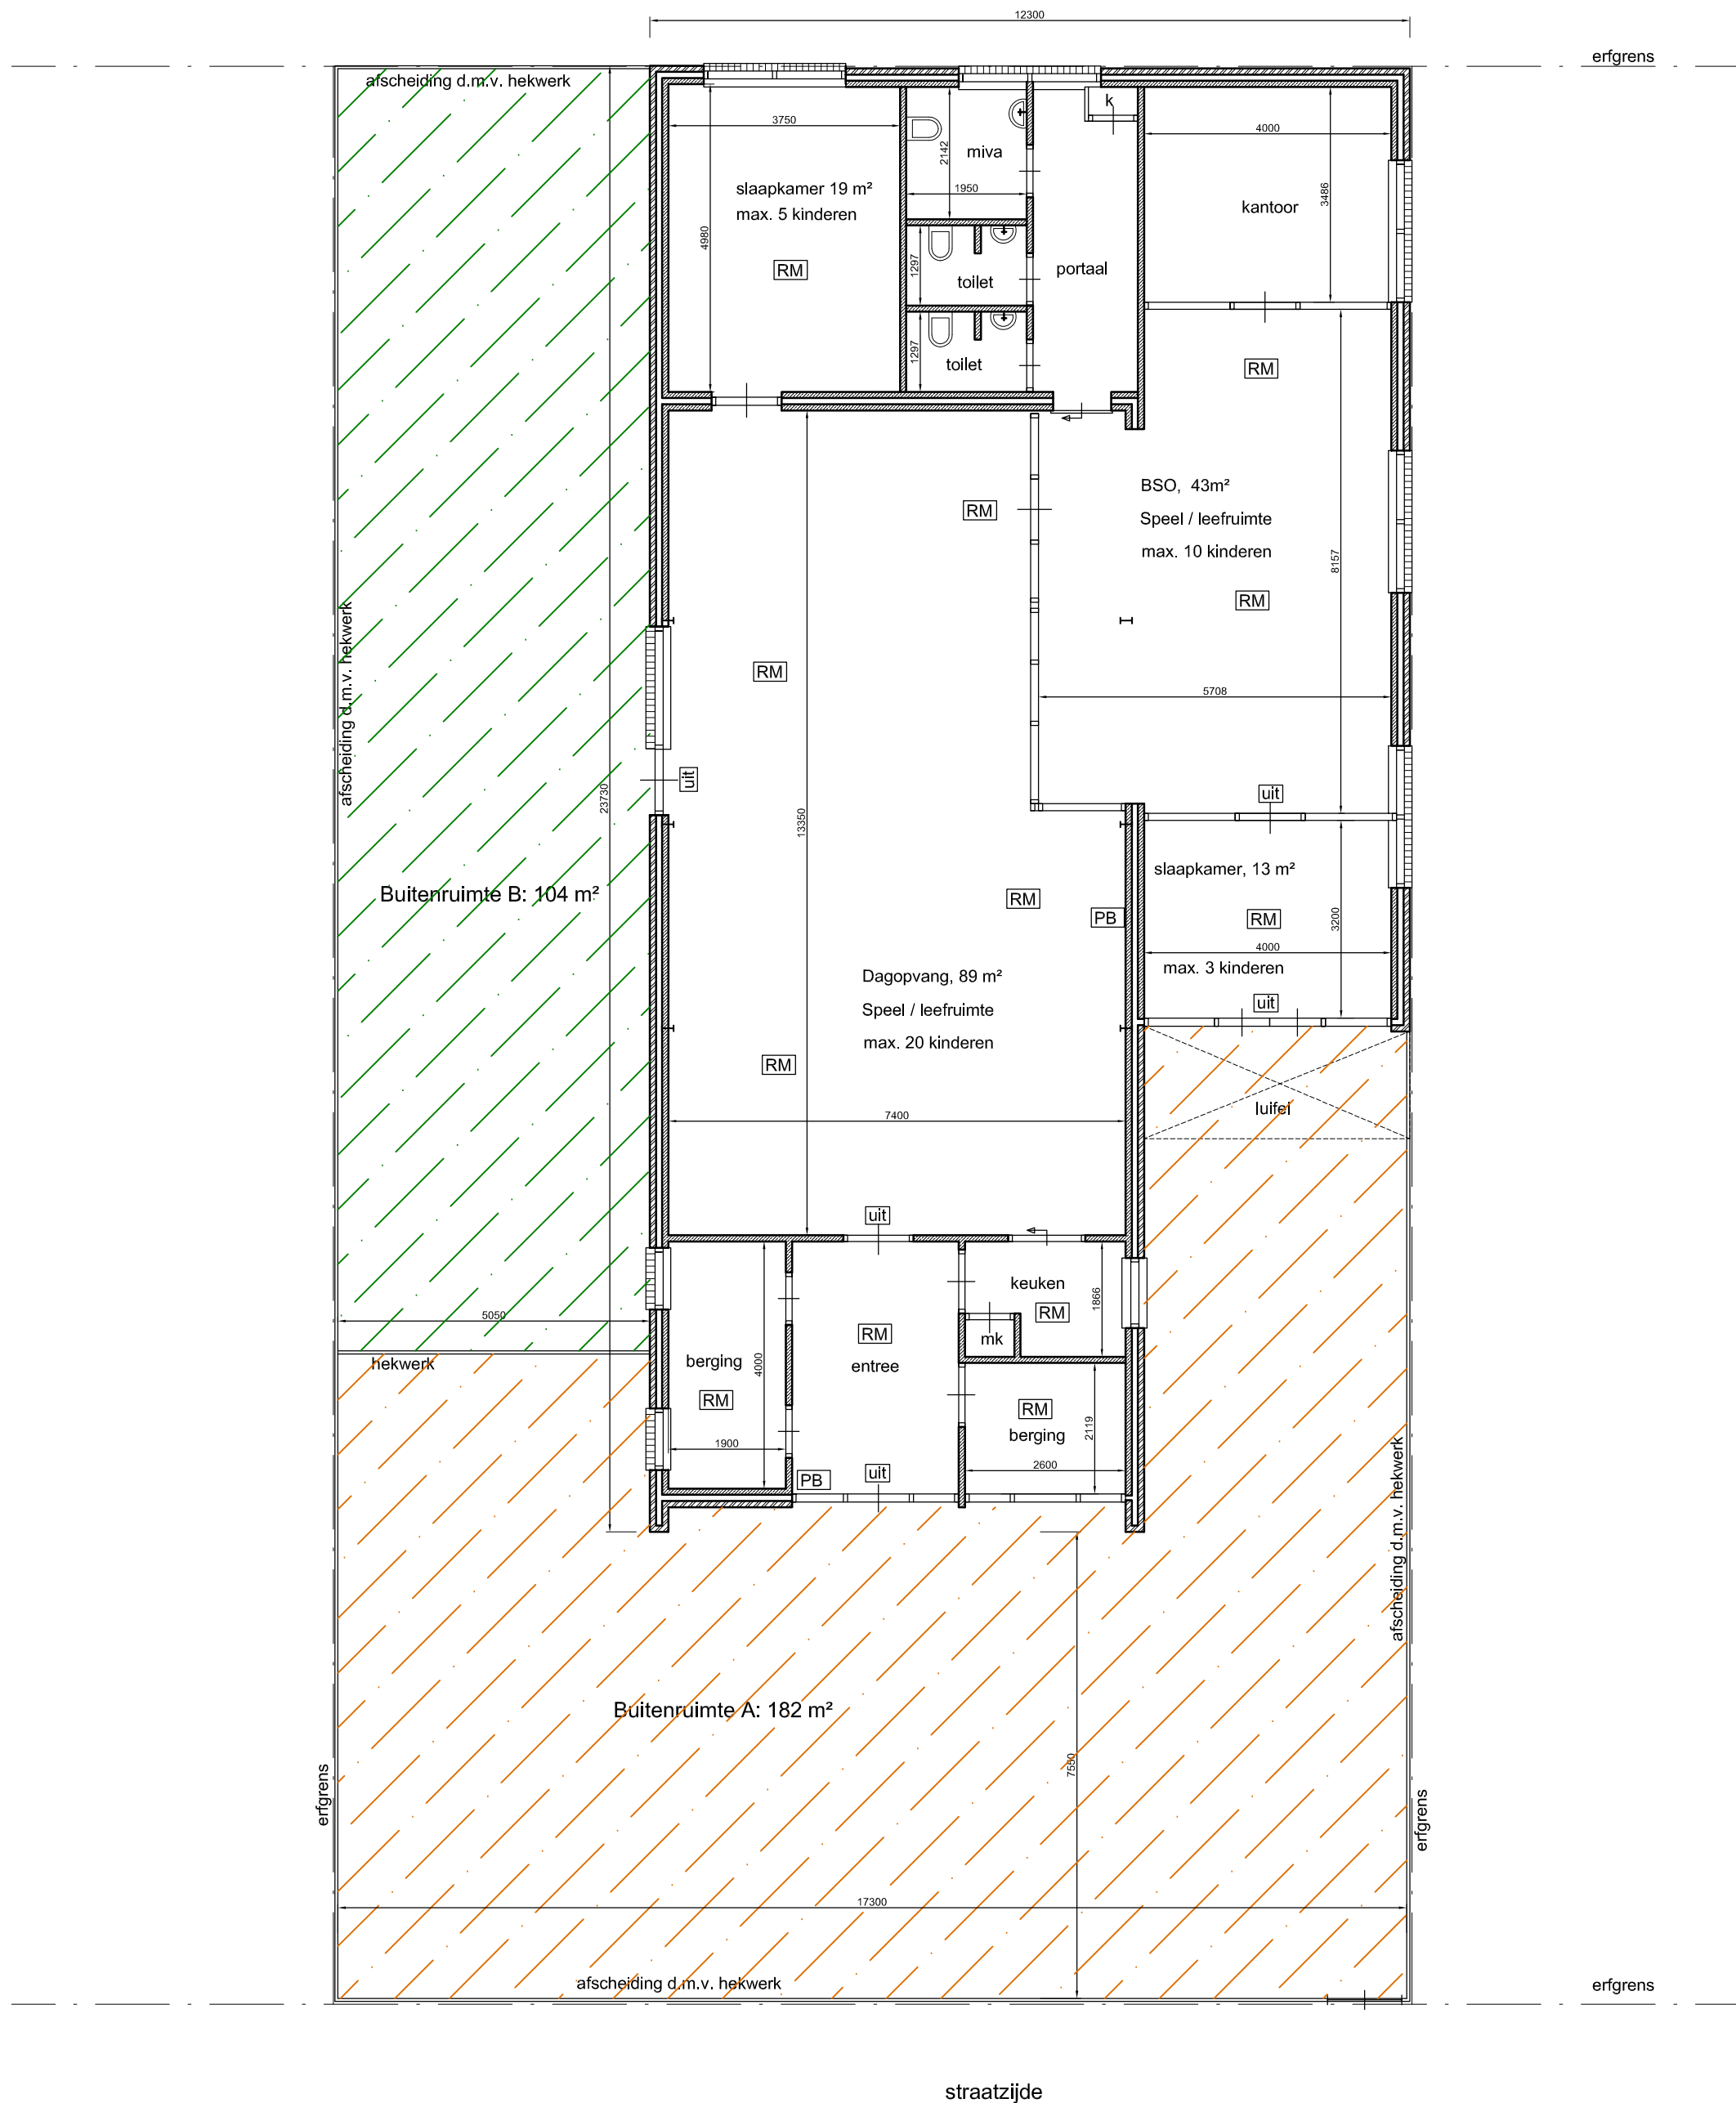 12300
erfgrens
afscheiding d.m.v. hekwerk
k
3750
4000
miva
2142
slaapkamer 19 m²
max. 5 kinderen
1950
3486
kantoor
4980
RM
1297
toilet
portaal
1297
toilet
RM
RM
BSO, 43m²
Speel / leefruimte
max. 10 kinderen
8157
RM
afscheiding d.m.v. hekwerk
RM
5708
uit
23730
13350
uit
slaapkamer, 13 m²
Buitenruimte B: 104 m²
RM
PB
RM
3200
4000
max. 3 kinderen
Dagopvang, 89 m²
Speel / leefruimte
max. 20 kinderen
uit
RM
luifel
7400
uit
keuken
1866
RM
5050
hekwerk
berging
4000
RM
entree
mk
RM
RM
berging
2119
1900
2600
PB
uit
afscheiding d.m.v. hekwerk
Buitenruimte A: 182 m²
7550
erfgrens
erfgrens
17300
afscheiding d.m.v. hekwerk
erfgrens
straatzijde